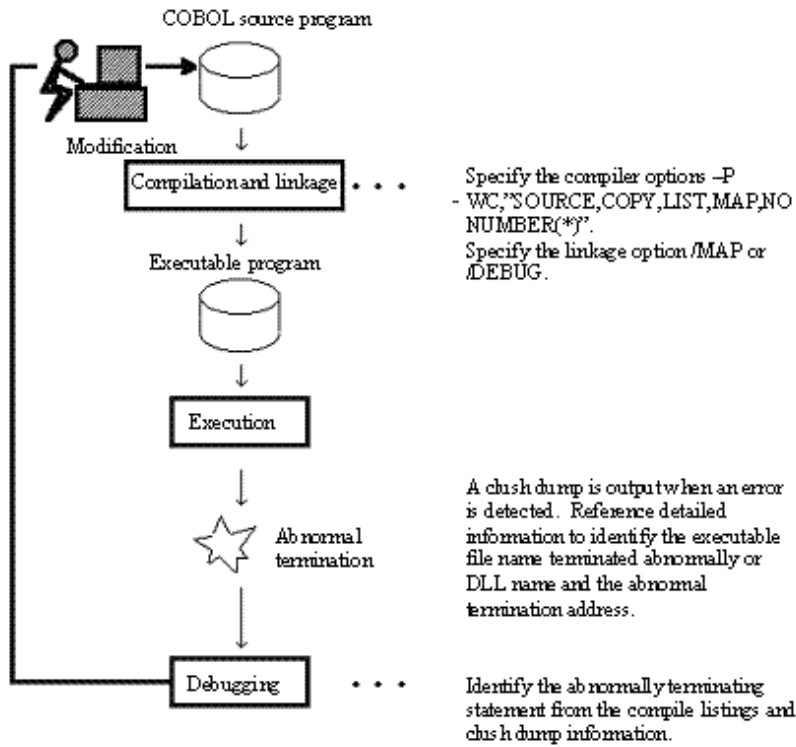 COBOL source program
Modification
Compilation and linkage
Specify the compiler options –P
- WC,"SOURCE,COPY,LIST,MAP,NO
NUMBER(*)".
Specify the linkage option /MAP or
/DEBUG.
Executable program
Execution
Abnormal
termination
A clush dump is output when an error
is detected. Reference detailed
information to identify the executable
file name terminated abnormally or
DLL name and the abnormal
termination address.
Debugging
Identify the abnormally terminating
statement from the compile listings and
clush dump information.